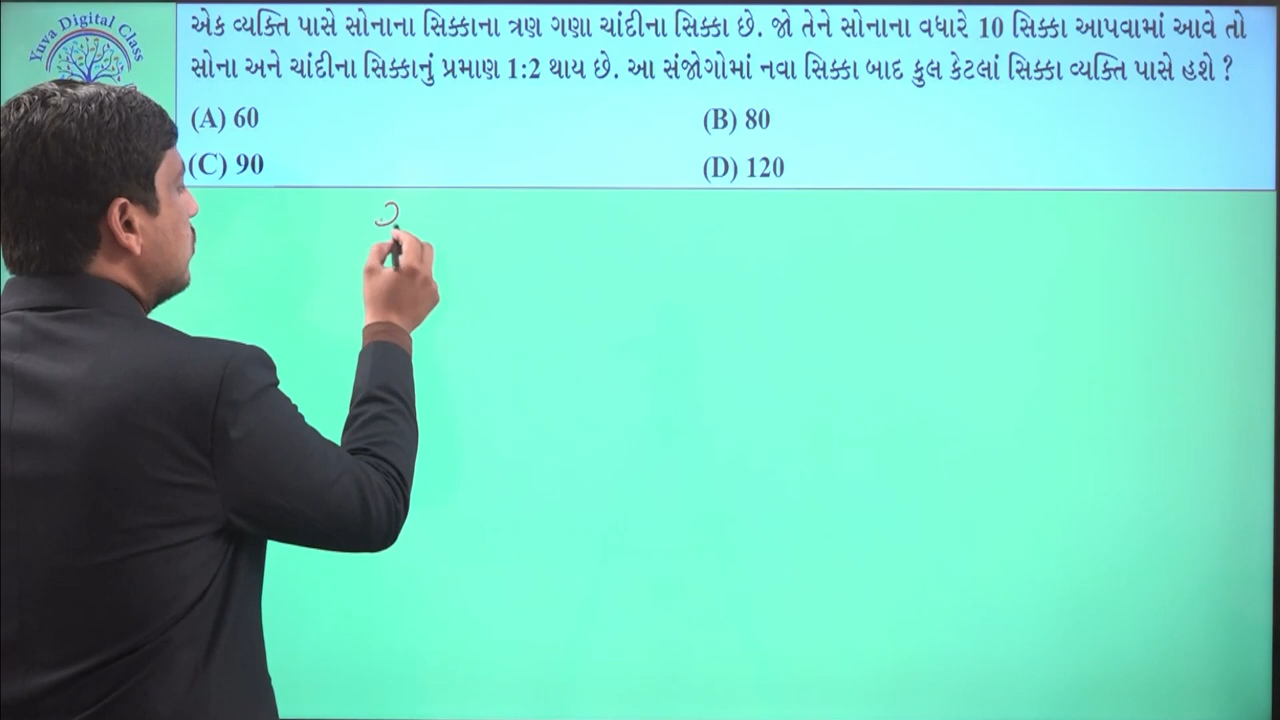 Yuva Digital Class
એક વ્યક્તિ પાસે સોનાના સિક્કાના ત્રણ ગણા ચાંદીના સિક્કા છે. જો તેને સોનાના વધારે 10 સિક્કા આપવામાં આવે તો
સોના અને ચાંદીના સિક્કાનું પ્રમાણ 1:2 થાય છે. આ સંજોગોમાં નવા સિક્કા બાદ કુલ કેટલાં સિક્કા વ્યક્તિ પાસે હશે ?
(A) 60
(B) 80
(C) 90
(D) 120